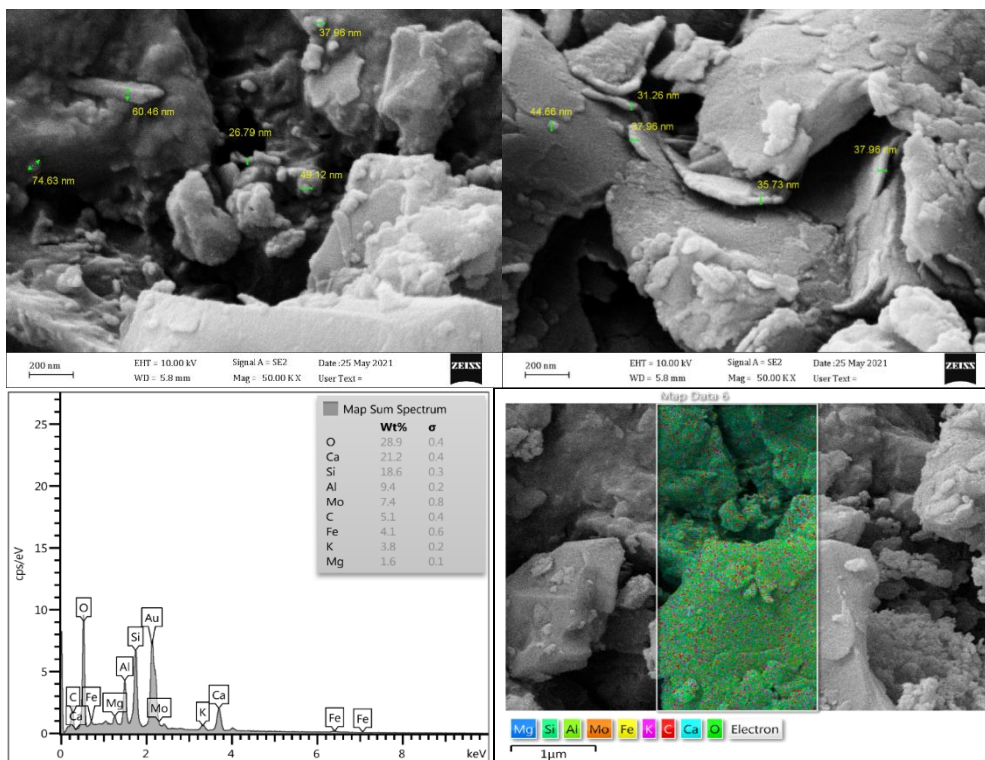 37.96 nm
60.46 nm
26.79 nm
74.63 nm
49.12 nm
200 nm
EHT = 10.00 kV
Signal A = SE2
Date :25 May 2021
WD = 5.8 mm
Mag = 50.00 K X
User Text =
ZEISS
31.26 nm
44.66 nm
37.96 nm
37.96 nm
35.73 nm
200 nm
EHT = 10.00 kV
Signal A = SE2
Date :25 May 2021
WD = 5.8 mm
Mag = 50.00 K X
User Text =
ZEISS
Map Sum Spectrum
Wt% σ
O 28.9 0.4
Ca 21.2 0.4
Si 18.6 0.3
Al 9.4 0.2
Mo 7.4 0.8
C 5.1 0.4
Fe 4.1 0.6
K 3.8 0.2
Mg 1.6 0.1
cps/eV
25
20
15
10
5
0
O
Au
Si
Al
C
Fe
Ca
Mg
Mo
K
Ca
Fe
Fe
0 2 4 6 8 keV
Map Data 6
Mg Si Al Mo Fe K C Ca O Electron
1µm